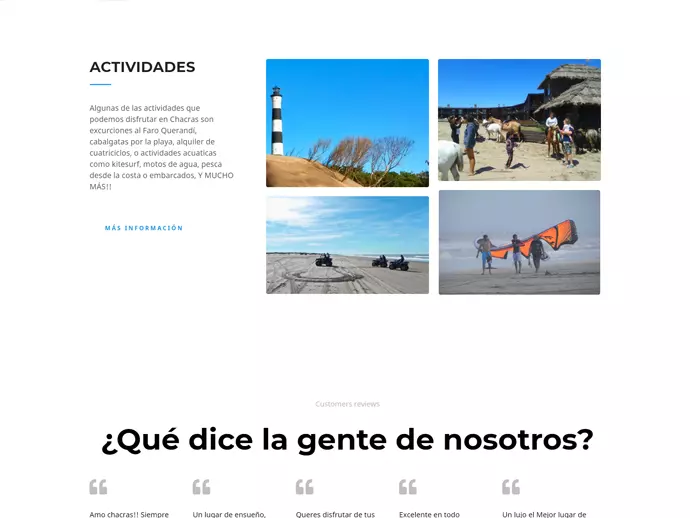 ACTIVIDADES
Algunas de las actividades que
podemos disfrutar en Chacras son
excursiones al Faro Querandí,
cabalgatas por la playa, alquiler de
cuatriciclos, o actividades acuáticas
como kitesurf, motos de agua, pesca
desde la costa o embarcados, Y MUCHO
MÁS!!
MÁS INFORMACIÓN
Customers reviews
¿Qué dice la gente de nosotros?
Amo chacras!! Siempre
Un lugar de ensueño,
Queres disfrutar de tus
Excelente en todo
Un lujo el Mejor lugar de